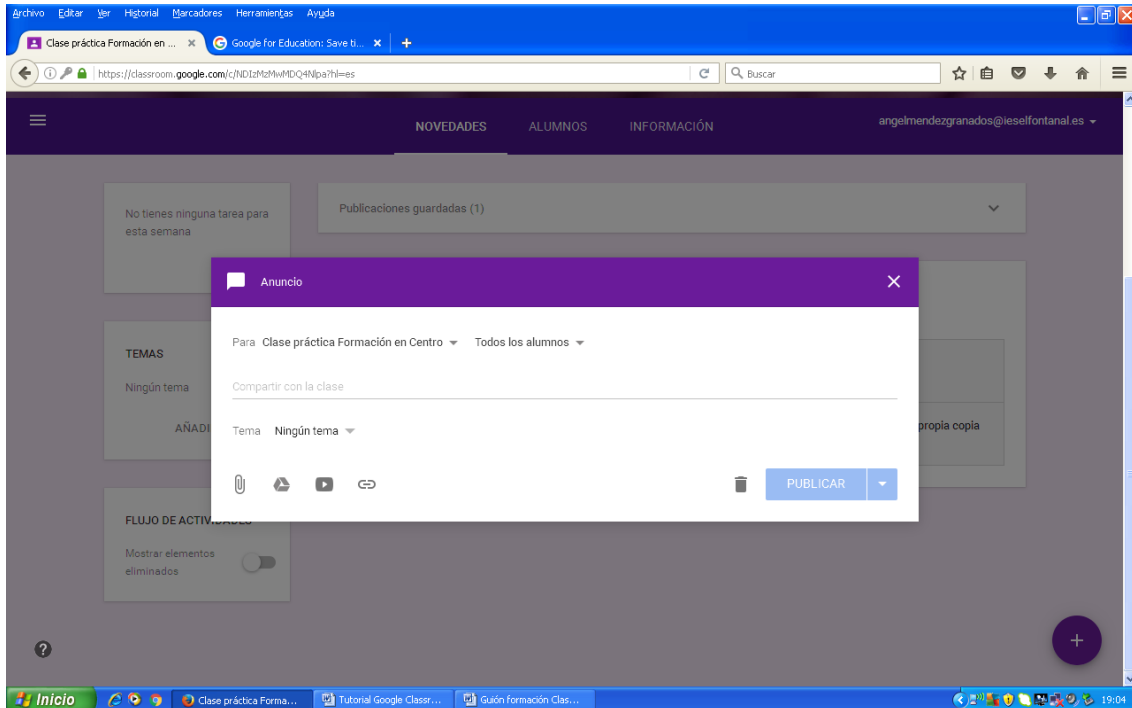 Archivo Editar Ver Historial Marcadores Herramientas Ayuda
Clase práctica Formación en ... × Google for Education: Save ti... × +
https://classroom.google.com/c/NDIzMzMwMDQ4Nlpa?hl=es Buscar
NOVEDADES ALUMNOS INFORMACIÓN angelmendezgranados@ieselfontanal.es
No tienes ninguna tarea para
esta semana
Publicaciones guardadas (1)
Anuncio
Para Clase práctica Formación en Centro Todos los alumnos
Compartir con la clase
Tema Ningún tema
PUBLICAR
TEMAS
Ningún tema
AÑADI
propia copia
FLUJO DE ACTIVIDADES
Mostrar elementos
eliminados
Inicio Clase práctica Forma... Tutorial Google Classr... Guión formación Clas... 19:04